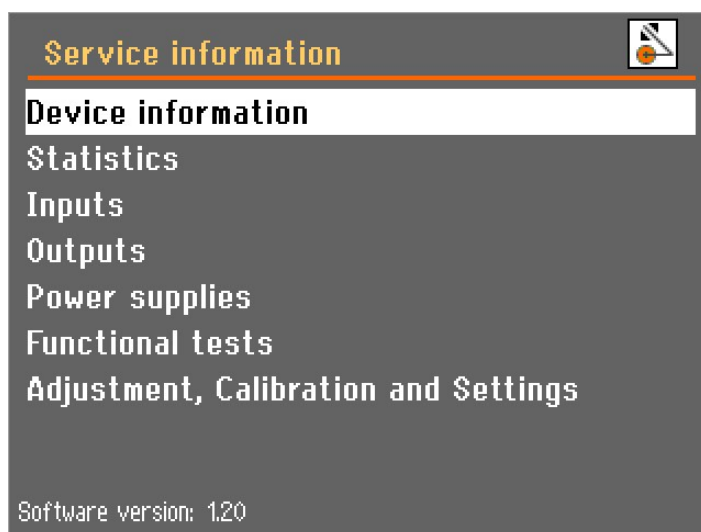 Service information
Device information
Statistics
Inputs
Outputs
Power supplies
Functional tests
Adjustment, Calibration and Settings
Software version: 1.20